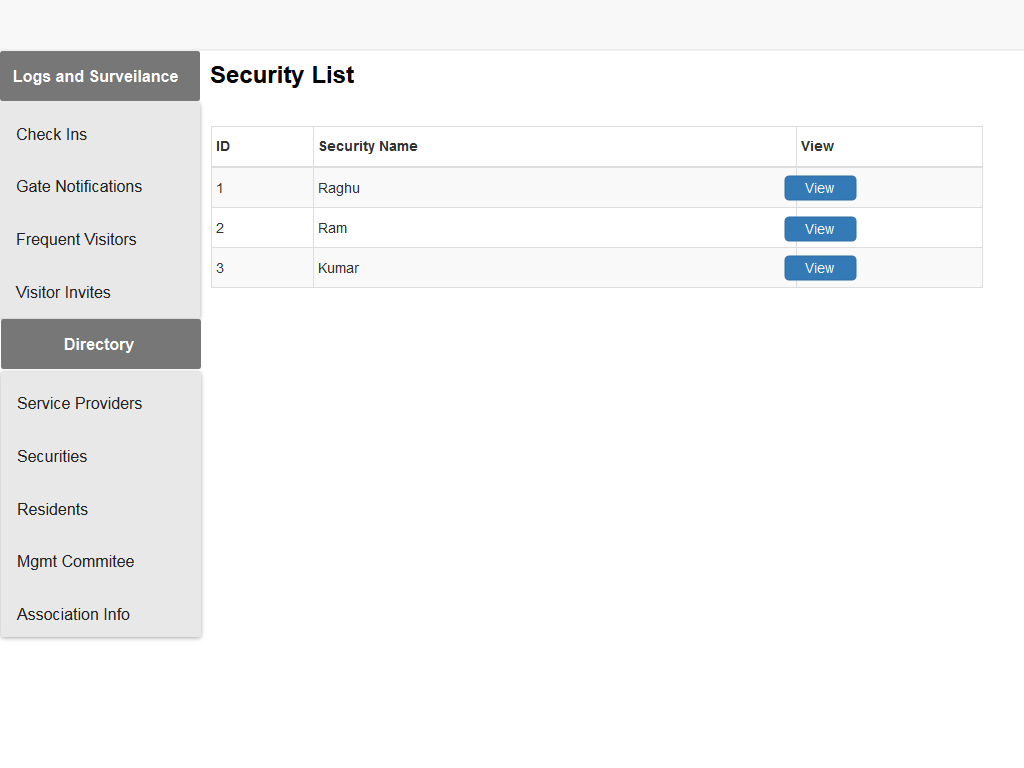 Logs and Surveilance
Check Ins
Gate Notifications
Frequent Visitors
Visitor Invites
Directory
Service Providers
Securities
Residents
Mgmt Commitee
Association Info
Security List
ID Security Name View
1 Raghu View
2 Ram View
3 Kumar View